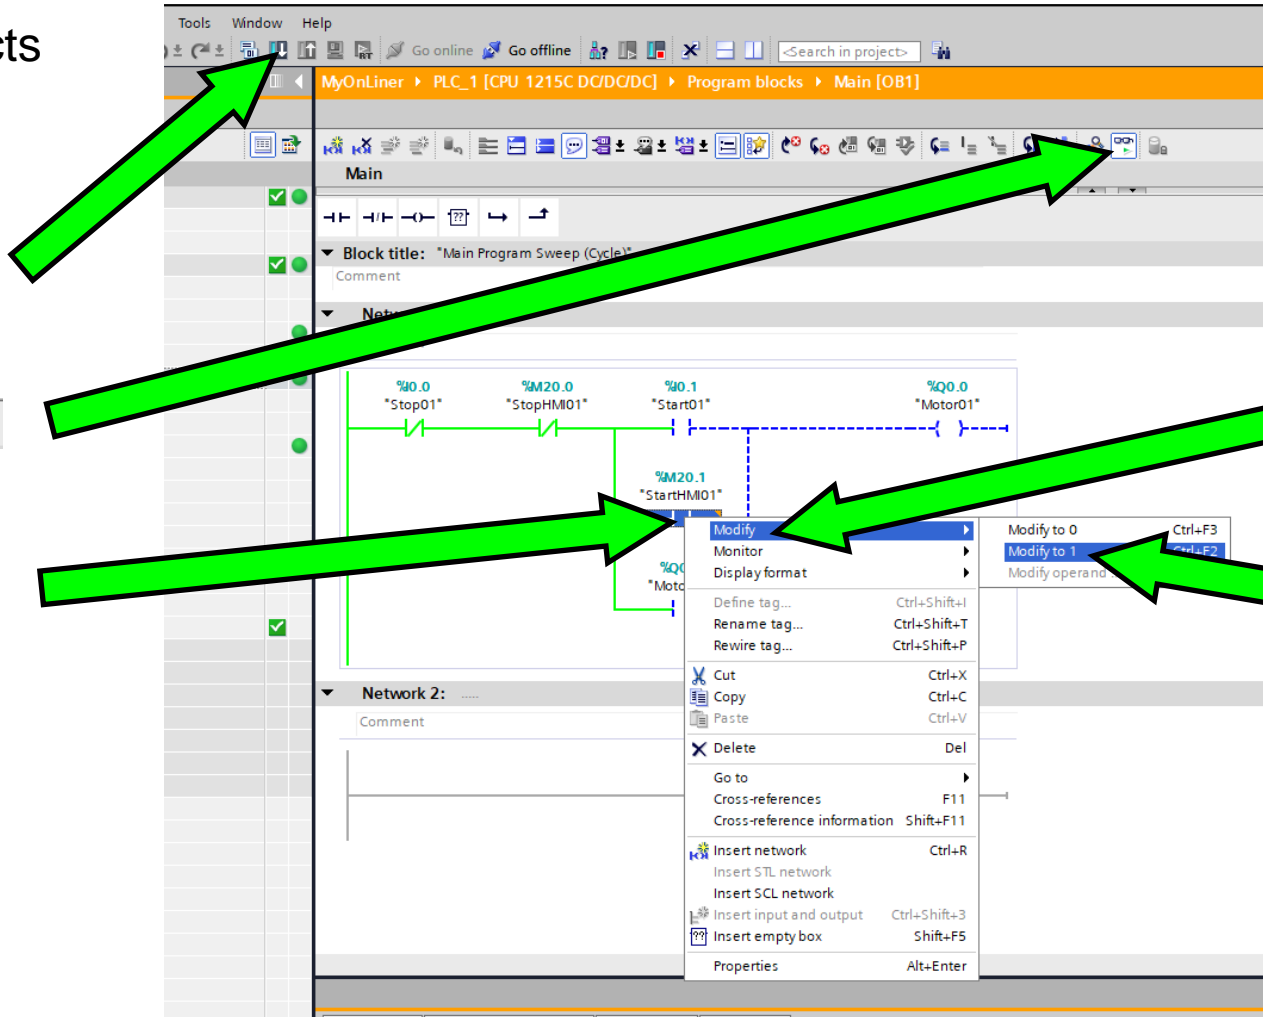 Tools Window Help
cts
Go online Go offline <Search in project>
MyOnLiner PLC_1 [CPU 1215C DC/DC/DC] Program blocks Main [OB1]
Main
Block title: "Main Program Sweep (Cycle)"
Comment
%I0.0 %M20.0 %I0.1 %Q0.0
"Stop01" "StopHMI01" "Start01" "Motor01"
%M20.1
"StartHMI01"
Modify
Modify to 0 Ctrl+F3
Monitor
Modify to 1 Ctrl+F2
Display format
Modify operand
Define tag... Ctrl+Shift+I
Rename tag... Ctrl+Shift+T
Rewire tag... Ctrl+Shift+P
Cut Ctrl+X
Network 2: .....
Copy Ctrl+C
Comment
Paste Ctrl+V
Delete Del
Go to
Cross-references F11
Cross-reference information Shift+F11
Insert network Ctrl+R
Insert STL network
Insert SCL network
Insert input and output Ctrl+Shift+3
Insert empty box Shift+F5
Properties Alt+Enter